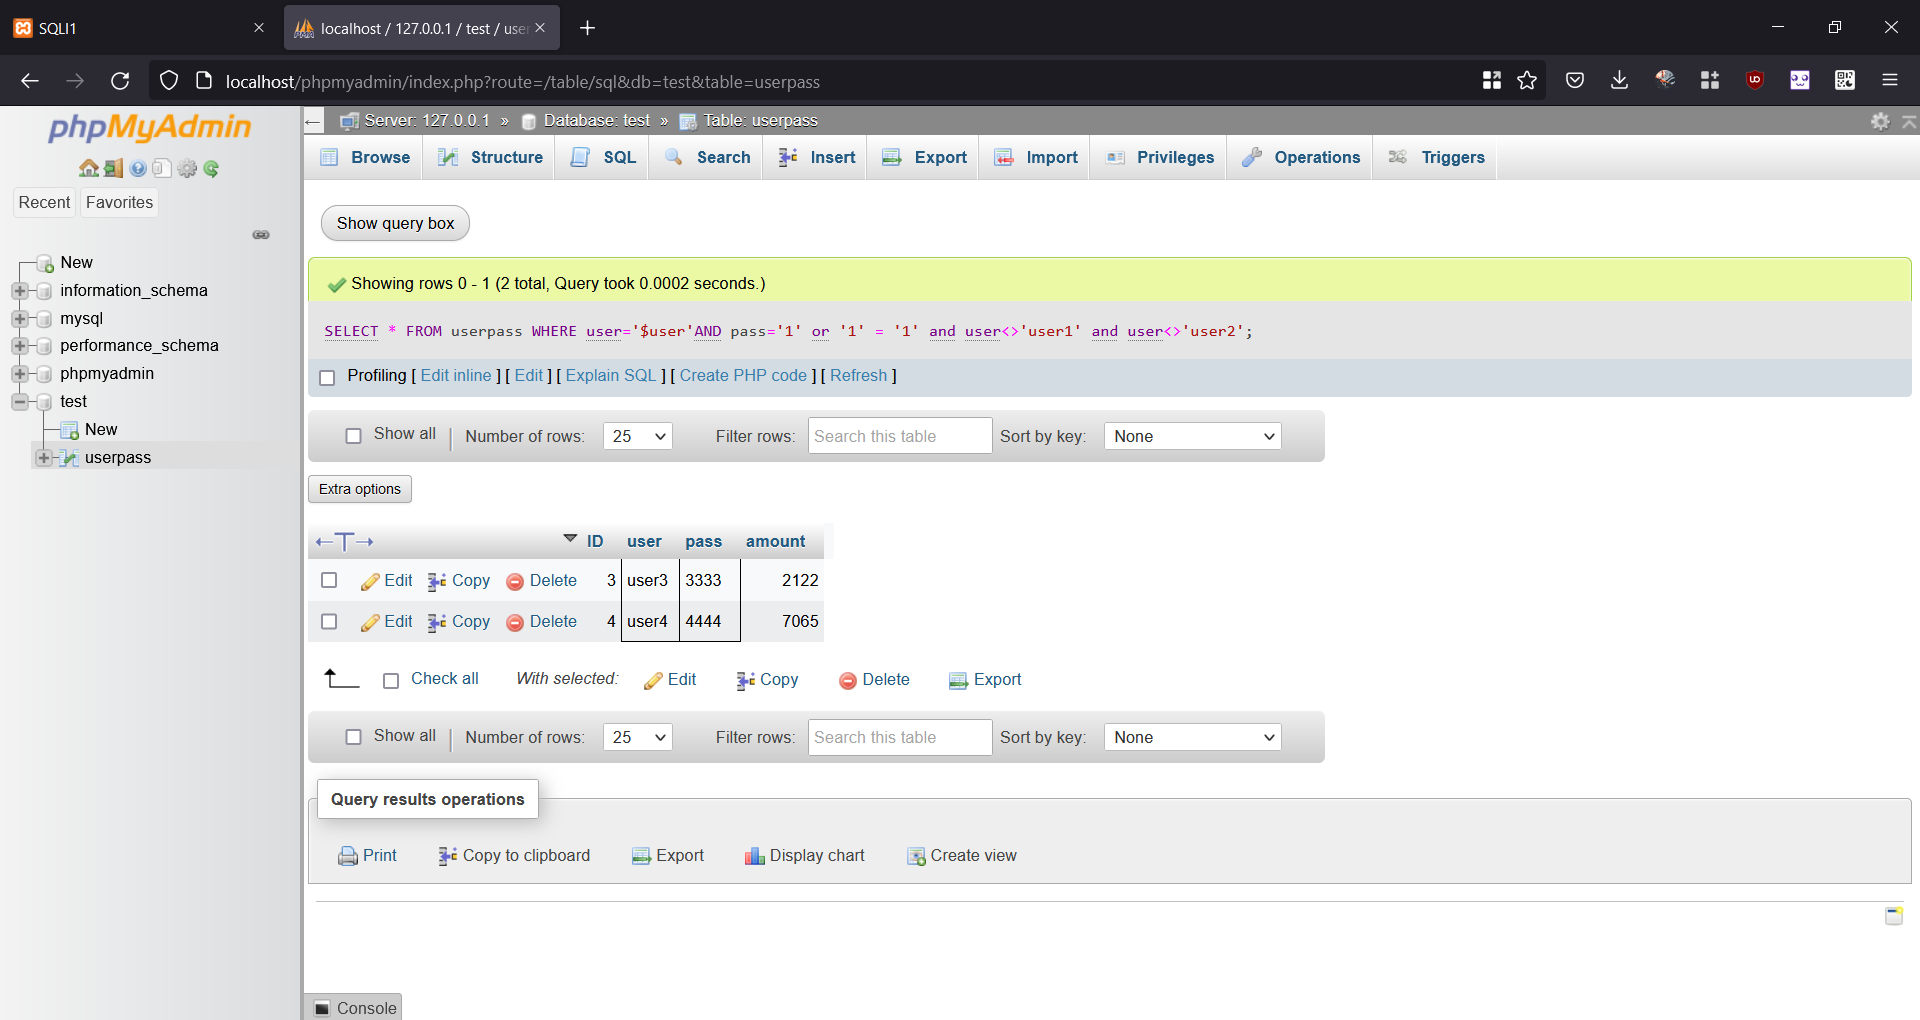 SQLI1
localhost / 127.0.0.1 / test / user
localhost/phpmyadmin/index.php?route=/table/sql&db=test&table=userpass
phpMyAdmin
Recent Favorites
New
information_schema
mysql
performance_schema
phpmyadmin
test
New
userpass
Server: 127.0.0.1 » Database: test » Table: userpass
Browse Structure SQL Search Insert Export Import Privileges Operations Triggers
Show query box
Showing rows 0 - 1 (2 total, Query took 0.0002 seconds.)
SELECT * FROM userpass WHERE user='$user'AND pass='1' or '1' = '1' and user<>'user1' and user<>'user2';
Profiling [ Edit inline ] [ Edit ] [ Explain SQL ] [ Create PHP code ] [ Refresh ]
Show all | Number of rows: 25 Filter rows: Search this table Sort by key: None
Extra options
←T→ ID user pass amount
Edit Copy Delete 3 user3 3333 2122
Edit Copy Delete 4 user4 4444 7065
Check all With selected: Edit Copy Delete Export
Show all | Number of rows: 25 Filter rows: Search this table Sort by key: None
Query results operations
Print Copy to clipboard Export Display chart Create view
Console